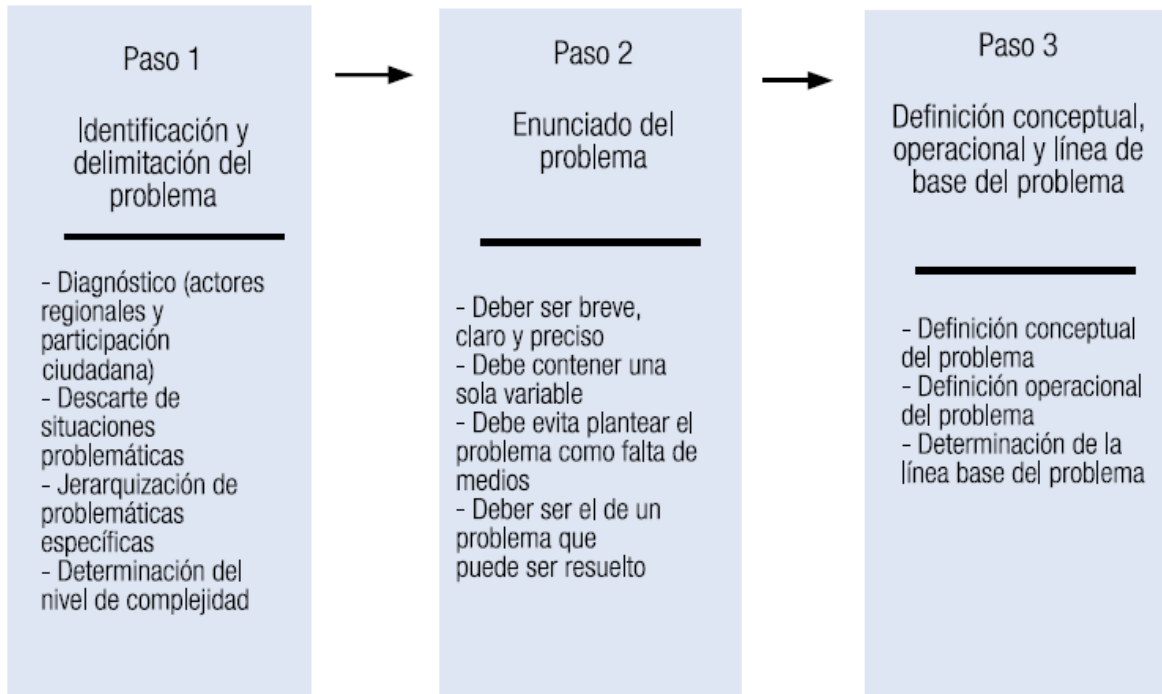 Paso 1
Identificación y
delimitación del
problema
- Diagnóstico (actores
regionales y
participación
ciudadana)
- Descarte de
situaciones
problemáticas
- Jerarquización de
problemáticas
específicas
- Determinación del
nivel de complejidad
Paso 2
Enunciado del
problema
- Deber ser breve,
claro y preciso
- Debe contener una
sola variable
- Debe evita plantear el
problema como falta de
medios
- Deber ser el de un
problema que
puede ser resuelto
Paso 3
Definición conceptual,
operacional y línea de
base del problema
- Definición conceptual
del problema
- Definición operacional
del problema
- Determinación de la
línea base del problema